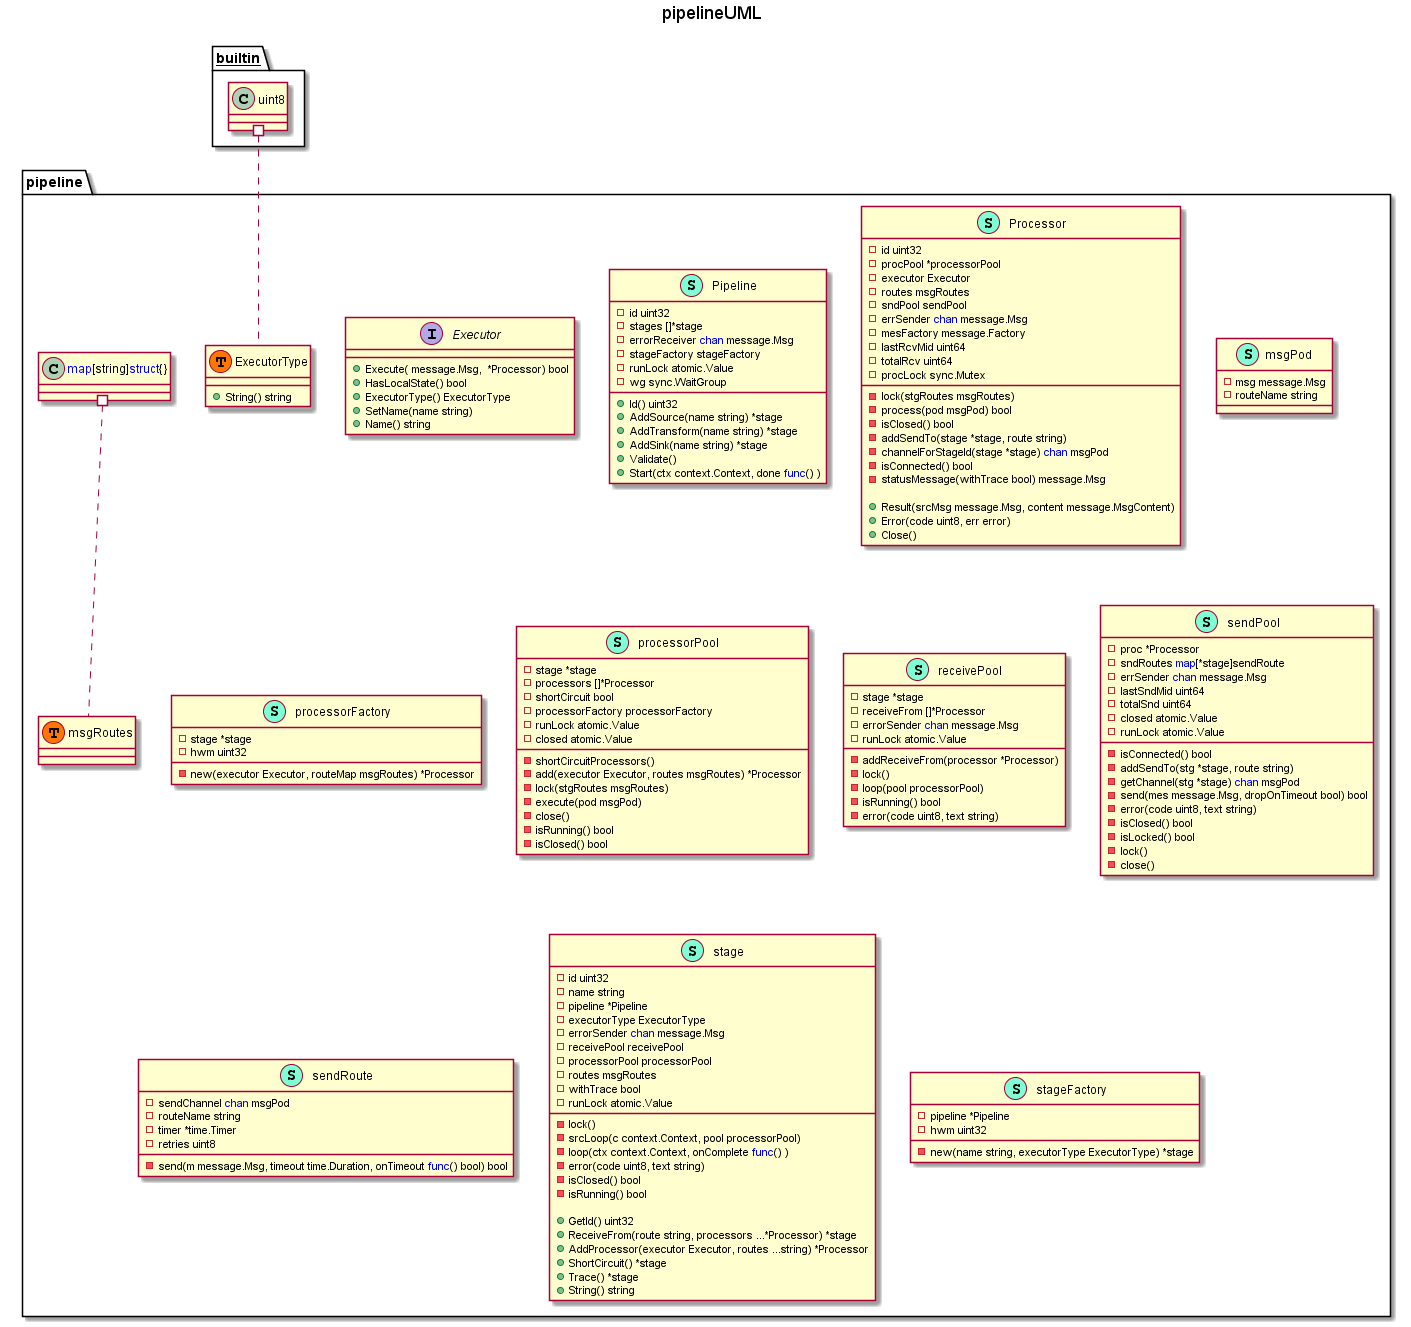 pipelineUML
builtin
C uint8
pipeline
C map[string]struct{}
T ExecutorType
String() string
I Executor
Execute( message.Msg,  *Processor) bool
HasLocalState() bool
ExecutorType() ExecutorType
SetName(name string)
Name() string
S Pipeline
id uint32
stages []*stage
errorReceiver chan message.Msg
stageFactory stageFactory
runLock atomic.Value
wg sync.WaitGroup
Id() uint32
AddSource(name string) *stage
AddTransform(name string) *stage
AddSink(name string) *stage
Validate()
Start(ctx context.Context, done func() )
S Processor
id uint32
procPool *processorPool
executor Executor
routes msgRoutes
sndPool sendPool
errSender chan message.Msg
mesFactory message.Factory
lastRcvMid uint64
totalRcv uint64
procLock sync.Mutex
lock(stgRoutes msgRoutes)
process(pod msgPod) bool
isClosed() bool
addSendTo(stage *stage, route string)
channelForStageId(stage *stage) chan msgPod
isConnected() bool
statusMessage(withTrace bool) message.Msg
Result(srcMsg message.Msg, content message.MsgContent)
Error(code uint8, err error)
Close()
S msgPod
msg message.Msg
routeName string
T msgRoutes
S processorFactory
stage *stage
hwm uint32
new(executor Executor, routeMap msgRoutes) *Processor
S processorPool
stage *stage
processors []*Processor
shortCircuit bool
processorFactory processorFactory
runLock atomic.Value
closed atomic.Value
shortCircuitProcessors()
add(executor Executor, routes msgRoutes) *Processor
lock(stgRoutes msgRoutes)
execute(pod msgPod)
close()
isRunning() bool
isClosed() bool
S receivePool
stage *stage
receiveFrom []*Processor
errorSender chan message.Msg
runLock atomic.Value
addReceiveFrom(processor *Processor)
lock()
loop(pool processorPool)
isRunning() bool
error(code uint8, text string)
S sendPool
proc *Processor
sndRoutes map[*stage]sendRoute
errSender chan message.Msg
lastSndMid uint64
totalSnd uint64
closed atomic.Value
runLock atomic.Value
isConnected() bool
addSendTo(stg *stage, route string)
getChannel(stg *stage) chan msgPod
send(mes message.Msg, dropOnTimeout bool) bool
error(code uint8, text string)
isClosed() bool
isLocked() bool
lock()
close()
S sendRoute
sendChannel chan msgPod
routeName string
timer *time.Timer
retries uint8
send(m message.Msg, timeout time.Duration, onTimeout func() bool) bool
S stage
id uint32
name string
pipeline *Pipeline
executorType ExecutorType
errorSender chan message.Msg
receivePool receivePool
processorPool processorPool
routes msgRoutes
withTrace bool
runLock atomic.Value
lock()
srcLoop(c context.Context, pool processorPool)
loop(ctx context.Context, onComplete func() )
error(code uint8, text string)
isClosed() bool
isRunning() bool
GetId() uint32
ReceiveFrom(route string, processors ...*Processor) *stage
AddProcessor(executor Executor, routes ...string) *Processor
ShortCircuit() *stage
Trace() *stage
String() string
S stageFactory
pipeline *Pipeline
hwm uint32
new(name string, executorType ExecutorType) *stage